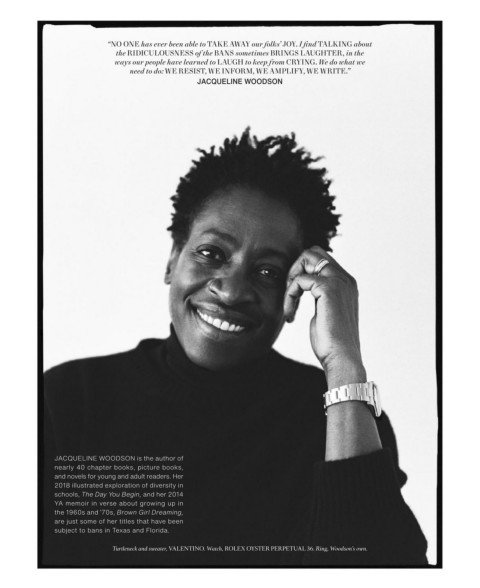 “NO ONE has ever been able to TAKE AWAY our folks’ JOY. I find TALKING about
the RIDICULOUSNESS of the BANS sometimes BRINGS LAUGHTER, in the
ways our people have learned to LAUGH to keep from CRYING. We do what we
need to do: WE RESIST, WE INFORM, WE AMPLIFY, WE WRITE.”
JACQUELINE WOODSON
JACQUELINE WOODSON is the author of
nearly 40 chapter books, picture books,
and novels for young and adult readers. Her
2018 illustrated exploration of diversity in
schools, The Day You Begin, and her 2014
YA memoir in verse about growing up in
the 1960s and ’70s, Brown Girl Dreaming,
are just some of her titles that have been
subject to bans in Texas and Florida.
Turtleneck and sweater, VALENTINO. Watch, ROLEX OYSTER PERPETUAL 36. Ring, Woodson’s own.